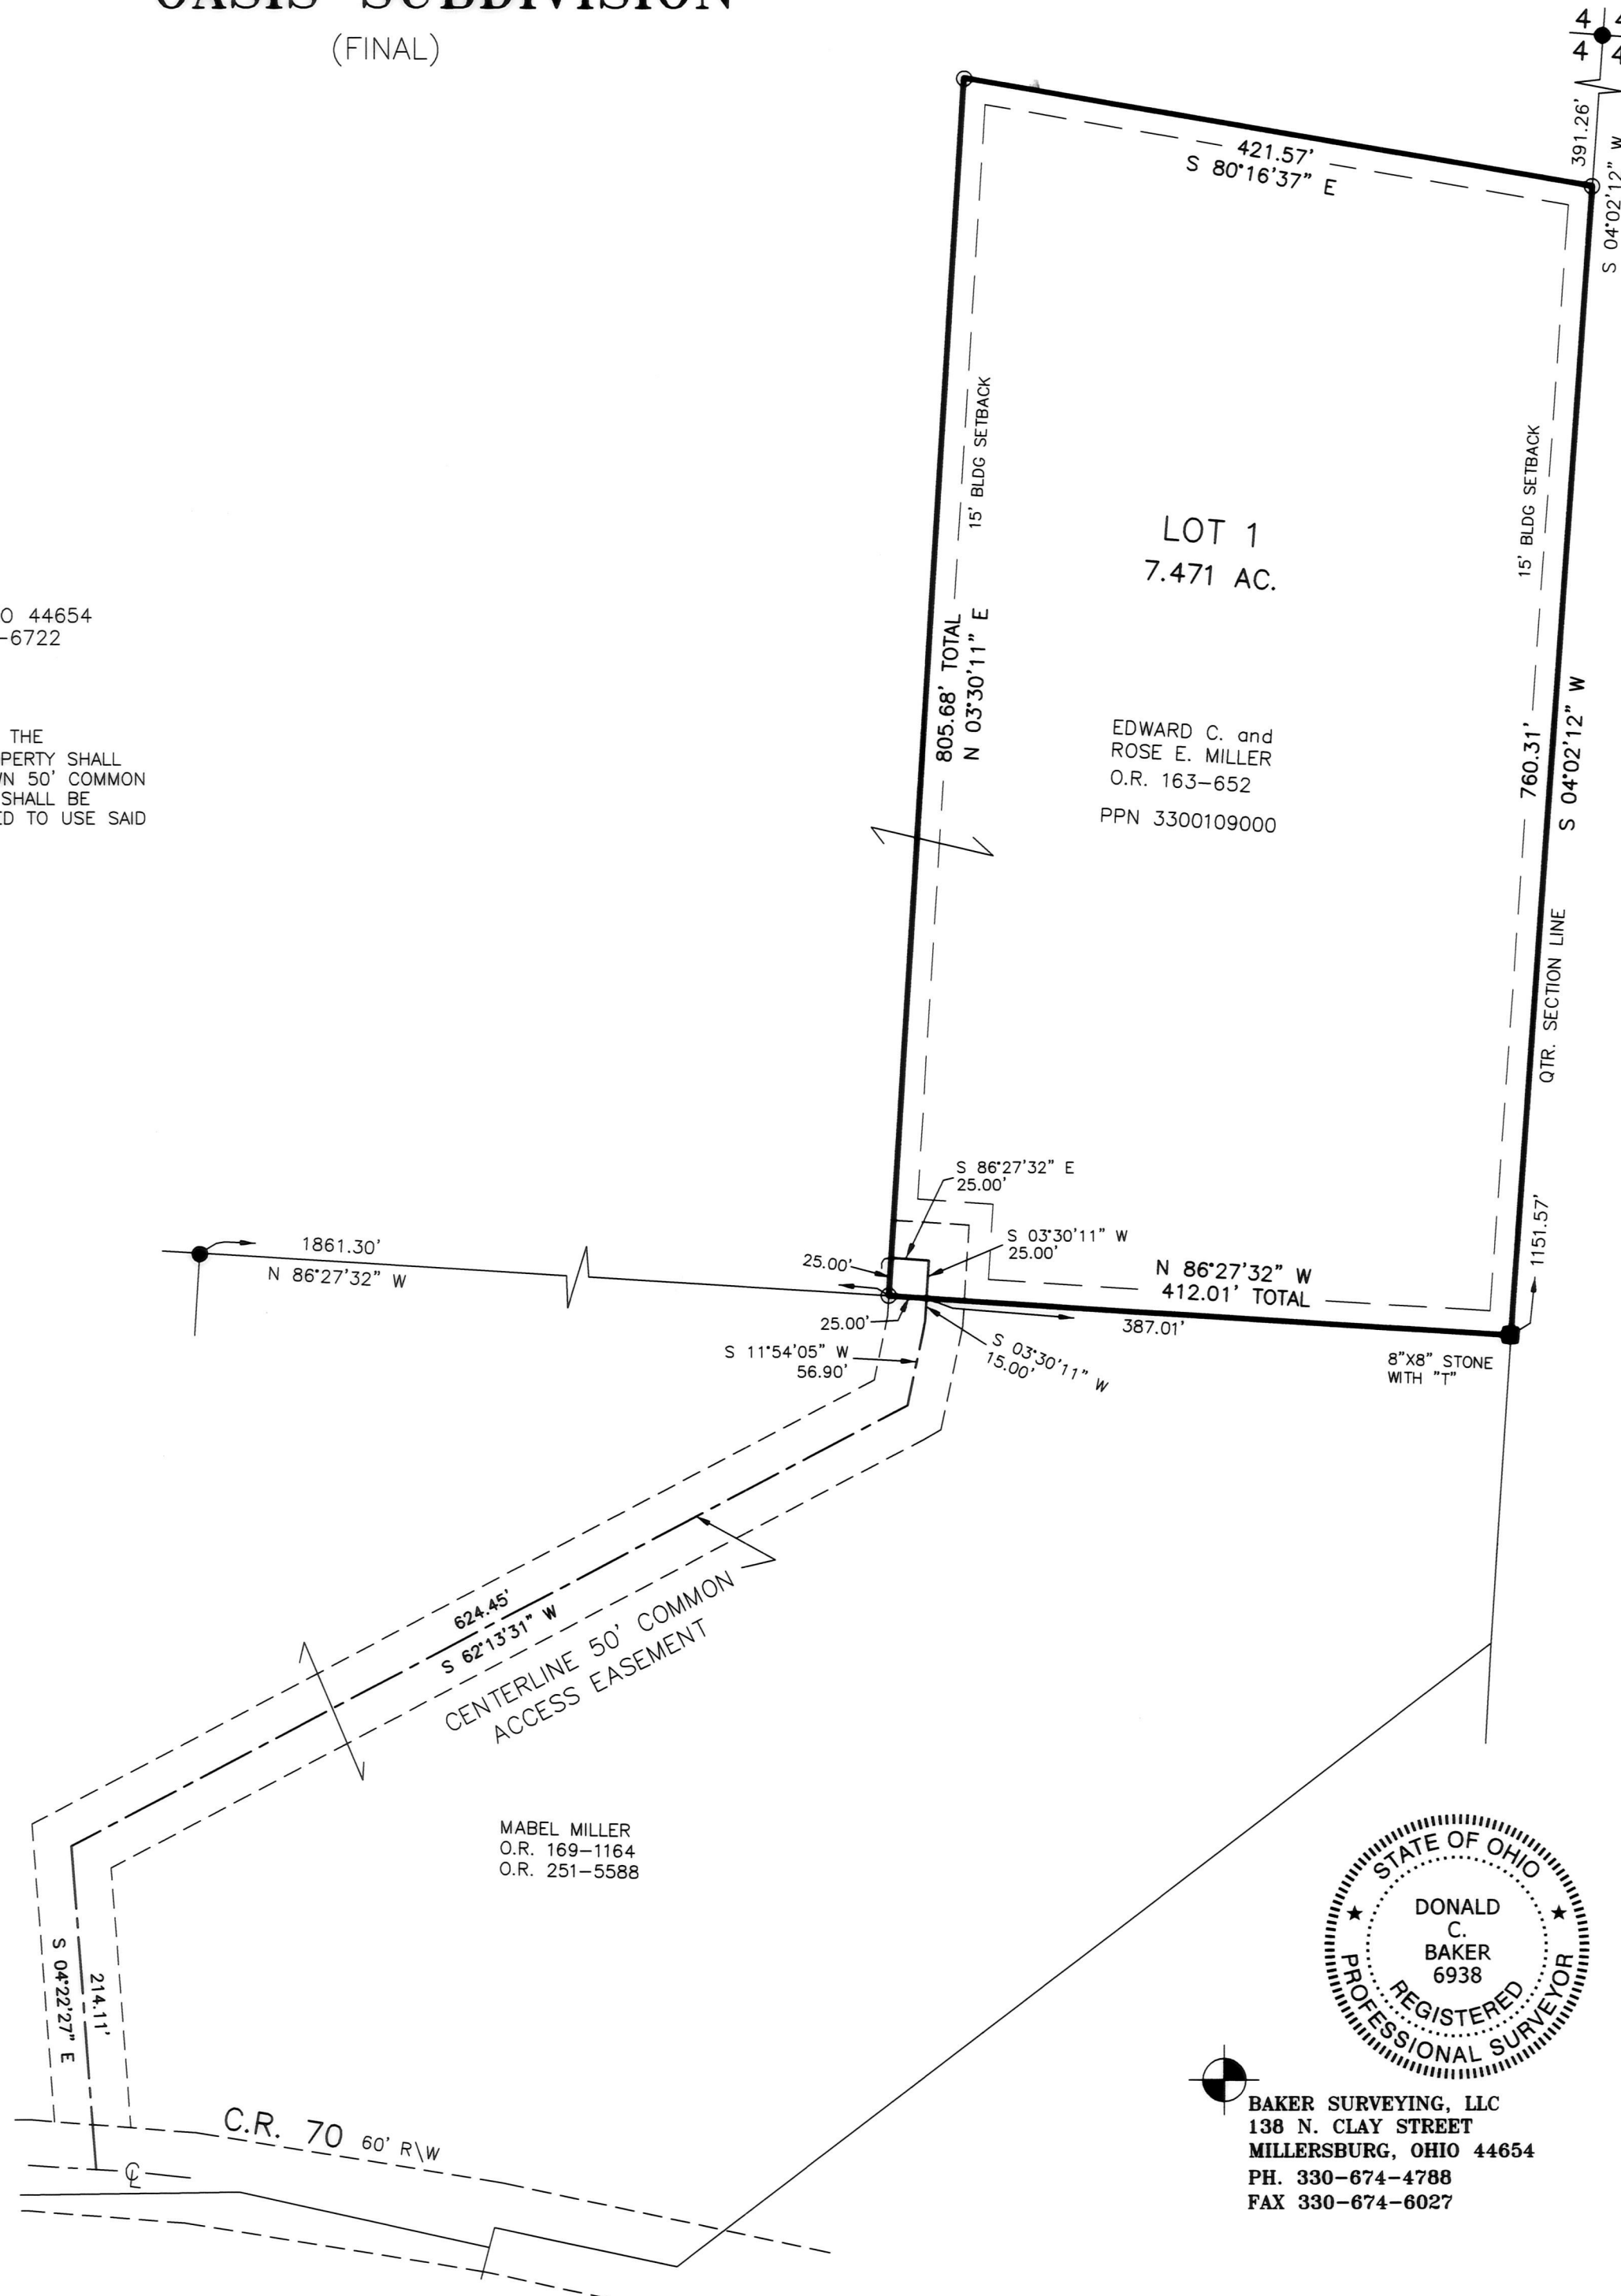 OASIS SUBDIVISION
(FINAL)
4 4
4 4
391.26'
S 04°02'12" W
421.57'
S 80°16'37" E
15' BLDG SETBACK
15' BLDG SETBACK
LOT 1
7.471 AC.
O 44654
-6722
805.68' TOTAL
N 03°30'11" E
760.31'
S 04°02'12" W
THE
PERTY SHALL
WN 50' COMMON
SHALL BE
ED TO USE SAID
EDWARD C. and
ROSE E. MILLER
O.R. 163-652
PPN 3300109000
QTR. SECTION LINE
S 86°27'32" E
25.00'
S 03°30'11" W
25.00'
1861.30'
N 86°27'32" W
25.00'
1151.57'
N 86°27'32" W
412.01' TOTAL
25.00'
387.01'
S 11°54'05" W
56.90'
S 03°30'11" W
15.00'
8"X8" STONE
WITH "T"
624.45'
S 62°13'31" W
CENTERLINE 50' COMMON
ACCESS EASEMENT
MABEL MILLER
O.R. 169-1164
O.R. 251-5588
214.11'
S 04°22'27" E
STATE OF OHIO
DONALD
C.
BAKER
6938
REGISTERED
PROFESSIONAL SURVEYOR
C.R. 70 60' R\W
℄
BAKER SURVEYING, LLC
138 N. CLAY STREET
MILLERSBURG, OHIO 44654
PH. 330-674-4788
FAX 330-674-6027